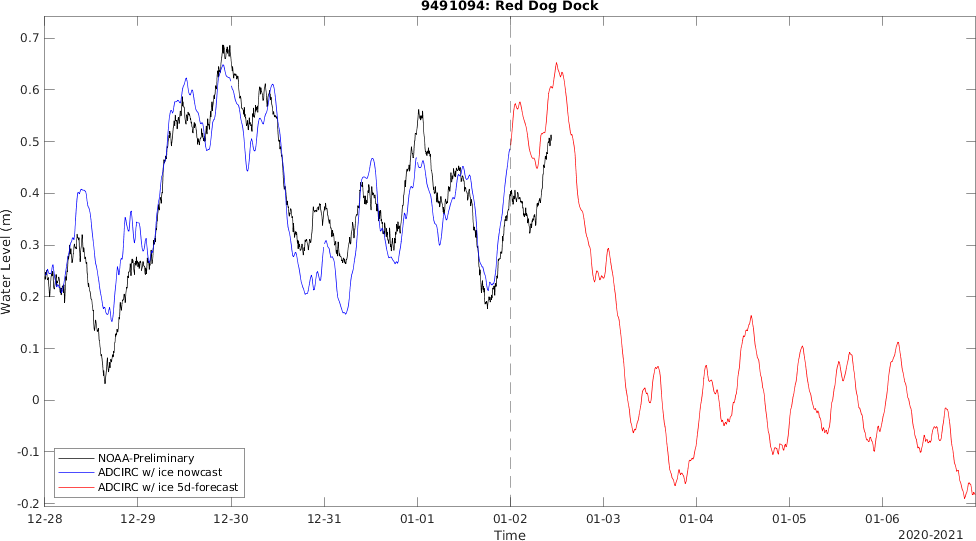 9491094: Red Dog Dock
Water Level (m)
0.7
0.6
0.5
0.4
0.3
0.2
0.1
0
-0.1
-0.2
NOAA-Preliminary
ADCIRC w/ ice nowcast
ADCIRC w/ ice 5d-forecast
12-28 12-29 12-30 12-31 01-01 01-02 01-03 01-04 01-05 01-06
Time
2020-2021